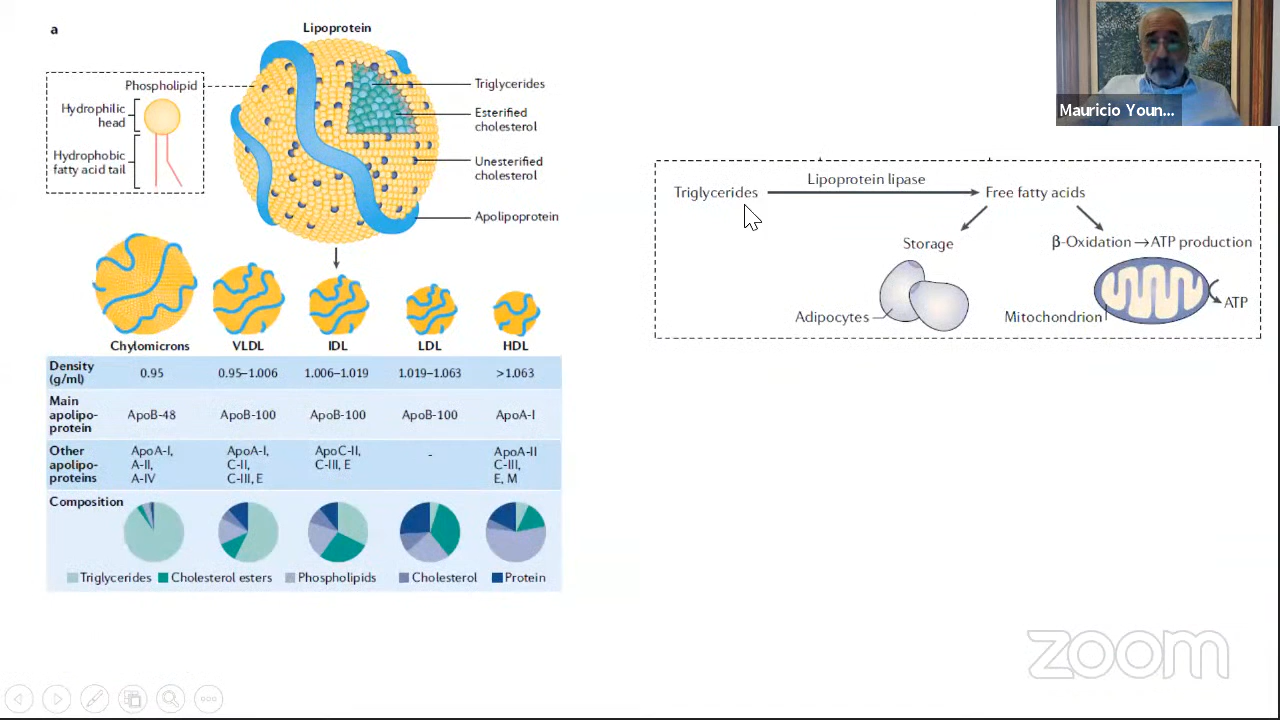 a
Lipoprotein
Phospholipid
Hydrophilic
head
Hydrophobic
fatty acid tail
Triglycerides
Esterified
cholesterol
Unesterified
cholesterol
Apolipoprotein
Chylomicrons VLDL IDL LDL HDL
Density
(g/ml)
0.95 0.95–1.006 1.006–1.019 1.019–1.063 >1.063
Main
apolipo-
protein
ApoB-48 ApoB-100 ApoB-100 ApoB-100 ApoA-I
Other
apolipo-
proteins
ApoA-I,
A-II,
A-IV
ApoA-I,
C-II,
C-III, E
ApoC-II,
C-III, E
-
ApoA-II
C-III,
E, M
Composition
Triglycerides Cholesterol esters Phospholipids Cholesterol Protein
Mauricio Youn...
Triglycerides
Lipoprotein lipase
Free fatty acids
Storage
β-Oxidation → ATP production
Adipocytes
Mitochondrion
ATP
zoom